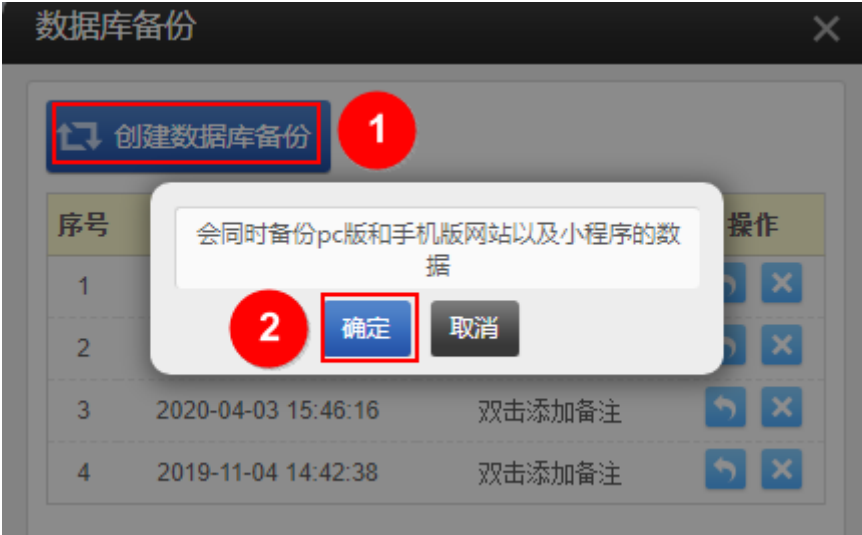 数据库备份
创建数据库备份
1
序号
操作
会同时备份pc版和手机版网站以及小程序的数
据
1
2
确定
取消
2
3 2020-04-03 15:46:16 双击添加备注
4 2019-11-04 14:42:38 双击添加备注